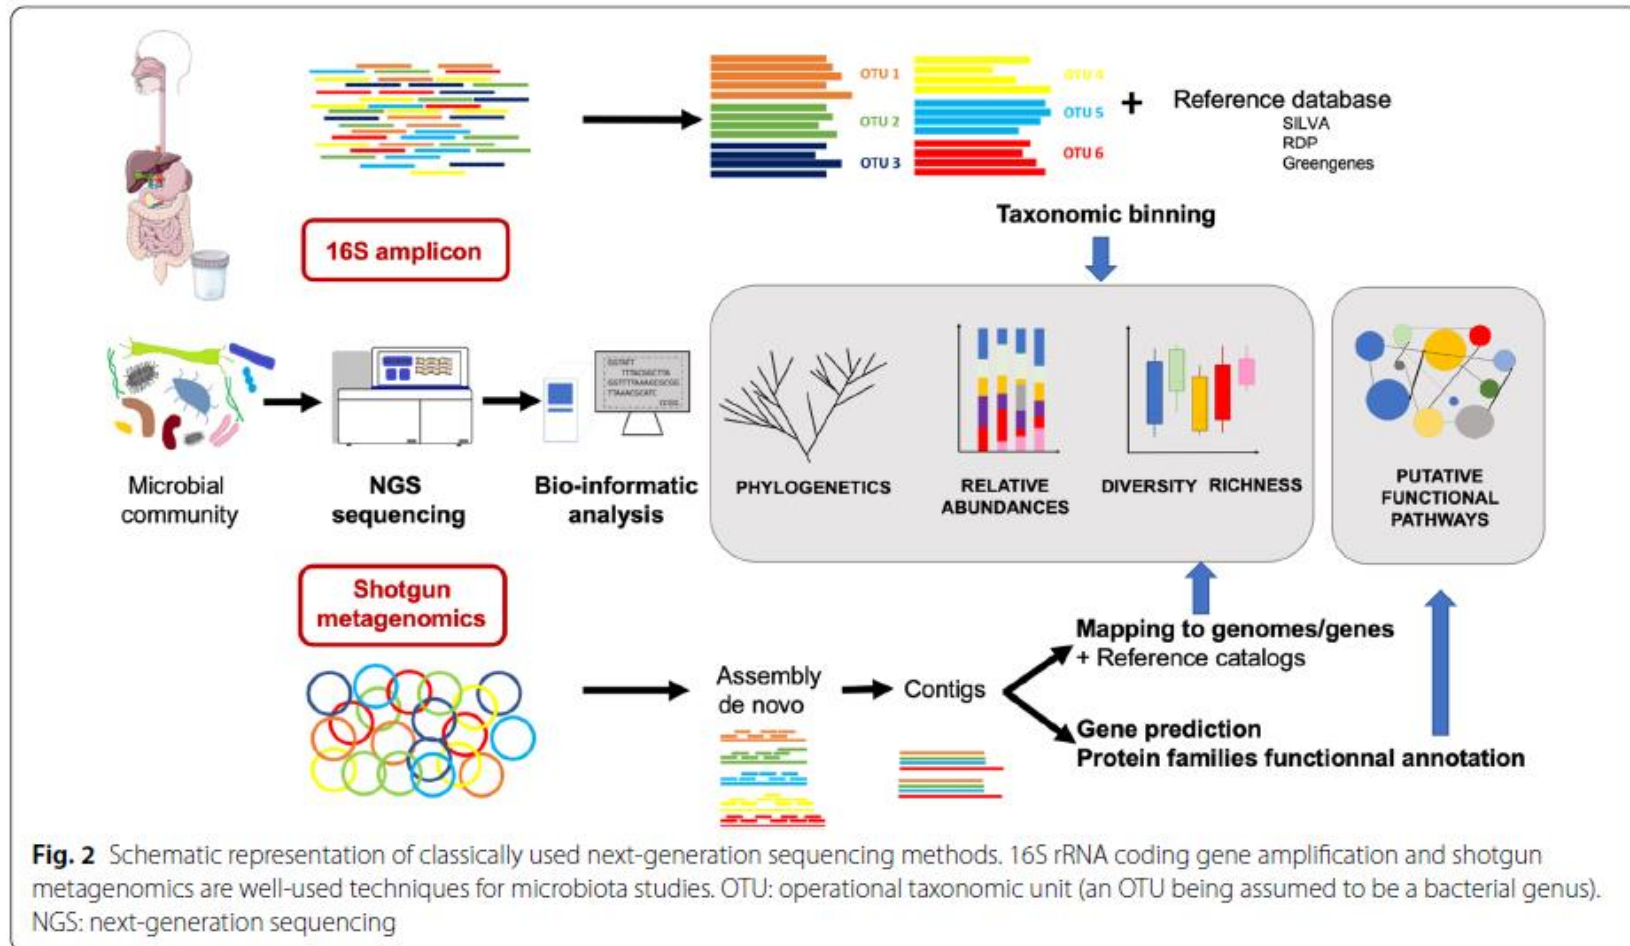 OTU 1
OTU 2
OTU 3
OTU 4
OTU 5
OTU 6
+
Reference database
SILVA
RDP
Greengenes
16S amplicon
Taxonomic binning
Microbial
community
NGS
sequencing
Bio-informatic
analysis
PHYLOGENETICS
RELATIVE
ABUNDANCES
DIVERSITY RICHNESS
PUTATIVE
FUNCTIONAL
PATHWAYS
Shotgun
metagenomics
Assembly
de novo
Contigs
Mapping to genomes/genes
+ Reference catalogs
Gene prediction
Protein families functionnal annotation
Fig. 2 Schematic representation of classically used next-generation sequencing methods. 16S rRNA coding gene amplification and shotgun
metagenomics are well-used techniques for microbiota studies. OTU: operational taxonomic unit (an OTU being assumed to be a bacterial genus).
NGS: next-generation sequencing